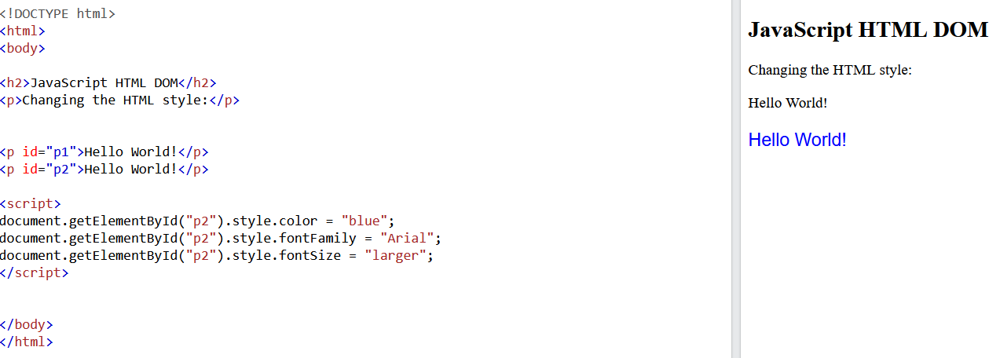 <!DOCTYPE html>
<html>
<body>
<h2>JavaScript HTML DOM</h2>
<p>Changing the HTML style:</p>
<p id="p1">Hello World!</p>
<p id="p2">Hello World!</p>
<script>
document.getElementById("p2").style.color = "blue";
document.getElementById("p2").style.fontFamily = "Arial";
document.getElementById("p2").style.fontSize = "larger";
</script>
</body>
</html>
JavaScript HTML DOM
Changing the HTML style:
Hello World!
Hello World!